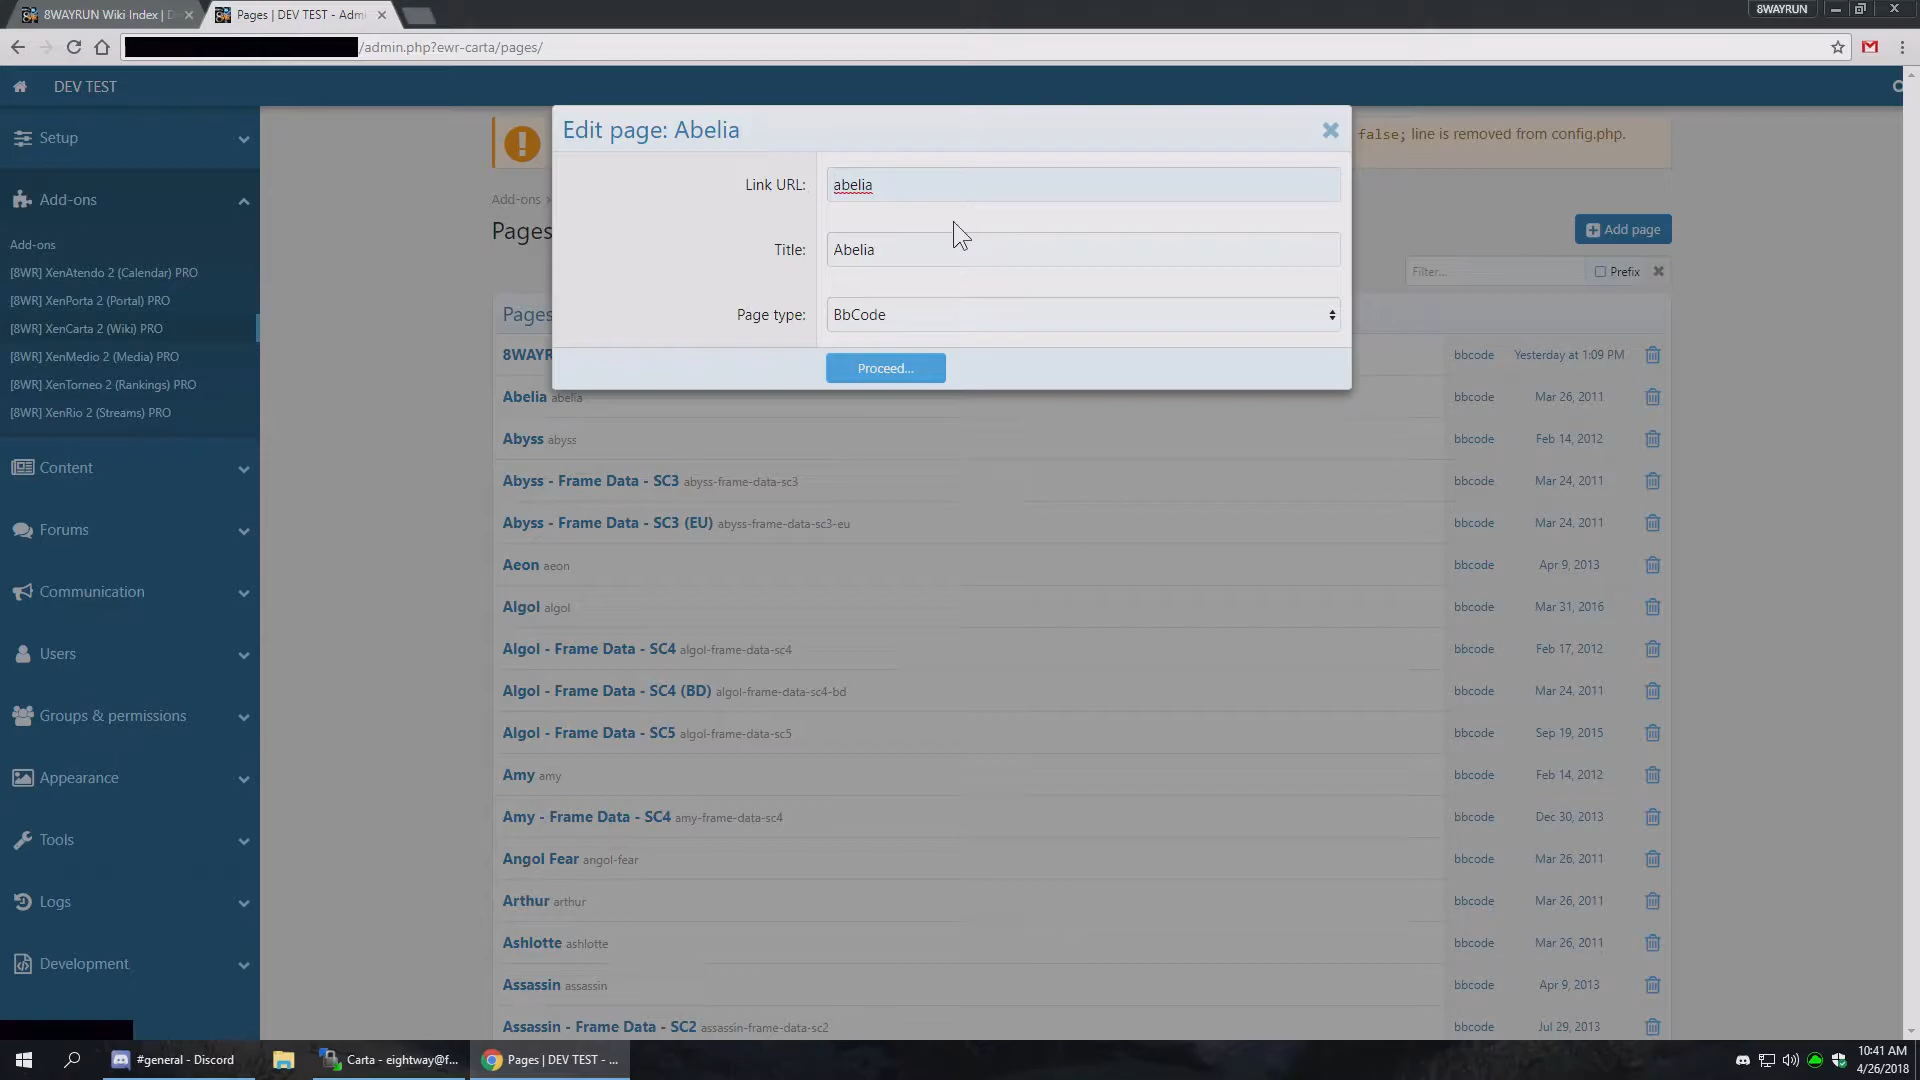 8WAYRUN Wiki Index | D
Pages | DEV TEST - Admi
8WAYRUN
/admin.php?ewr-carta/pages/
DEV TEST
Setup
Add-ons
Add-ons
[8WR] XenAtendo 2 (Calendar) PRO
[8WR] XenPorta 2 (Portal) PRO
[8WR] XenCarta 2 (Wiki) PRO
[8WR] XenMedio 2 (Media) PRO
[8WR] XenTorneo 2 (Rankings) PRO
[8WR] XenRio 2 (Streams) PRO
Content
Forums
Communication
Users
Groups & permissions
Appearance
Tools
Logs
Development
false; line is removed from config.php.
Add-ons
Pages
Add page
Filter...
Prefix
Edit page: Abelia
Link URL: abelia
Title: Abelia
Page type: BbCode
Proceed...
Pages
8WAYR bbcode Yesterday at 1:09 PM
Abelia abelia bbcode Mar 26, 2011
Abyss abyss bbcode Feb 14, 2012
Abyss - Frame Data - SC3 abyss-frame-data-sc3 bbcode Mar 24, 2011
Abyss - Frame Data - SC3 (EU) abyss-frame-data-sc3-eu bbcode Mar 24, 2011
Aeon aeon bbcode Apr 9, 2013
Algol algol bbcode Mar 31, 2016
Algol - Frame Data - SC4 algol-frame-data-sc4 bbcode Feb 17, 2012
Algol - Frame Data - SC4 (BD) algol-frame-data-sc4-bd bbcode Mar 24, 2011
Algol - Frame Data - SC5 algol-frame-data-sc5 bbcode Sep 19, 2015
Amy amy bbcode Feb 14, 2012
Amy - Frame Data - SC4 amy-frame-data-sc4 bbcode Dec 30, 2013
Angol Fear angol-fear bbcode Mar 26, 2011
Arthur arthur bbcode Mar 26, 2011
Ashlotte ashlotte bbcode Mar 26, 2011
Assassin assassin bbcode Apr 9, 2013
Assassin - Frame Data - SC2 assassin-frame-data-sc2 bbcode Jul 29, 2013
#general - Discord
Carta - eightway@f...
Pages | DEV TEST - ...
10:41 AM
4/26/2018